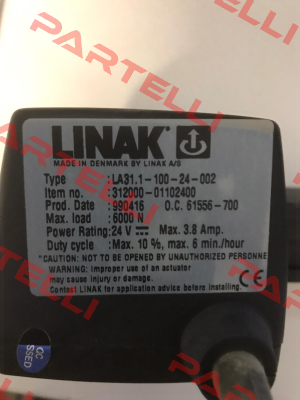 PARTELLI
LINAK
MADE IN DENMARK BY LINAK A/S
Type : LA31.1-100-24-002
Item no. : 312000-01102400
Prod. Date : 990416 O.C. 61556-700
Max. load : 6000 N
Power Rating: 24 V Max. 3.8 Amp.
Duty cycle : Max. 10 %, max. 6 min./hour
*CAUTION: NOT TO BE OPENED BY UNAUTHORIZED PERSONNE
WARNING: Improper use of an actuator
may cause injury or damage.
Contact LINAK for application advice before installing.
CE
QC
SSED
PARTELLI